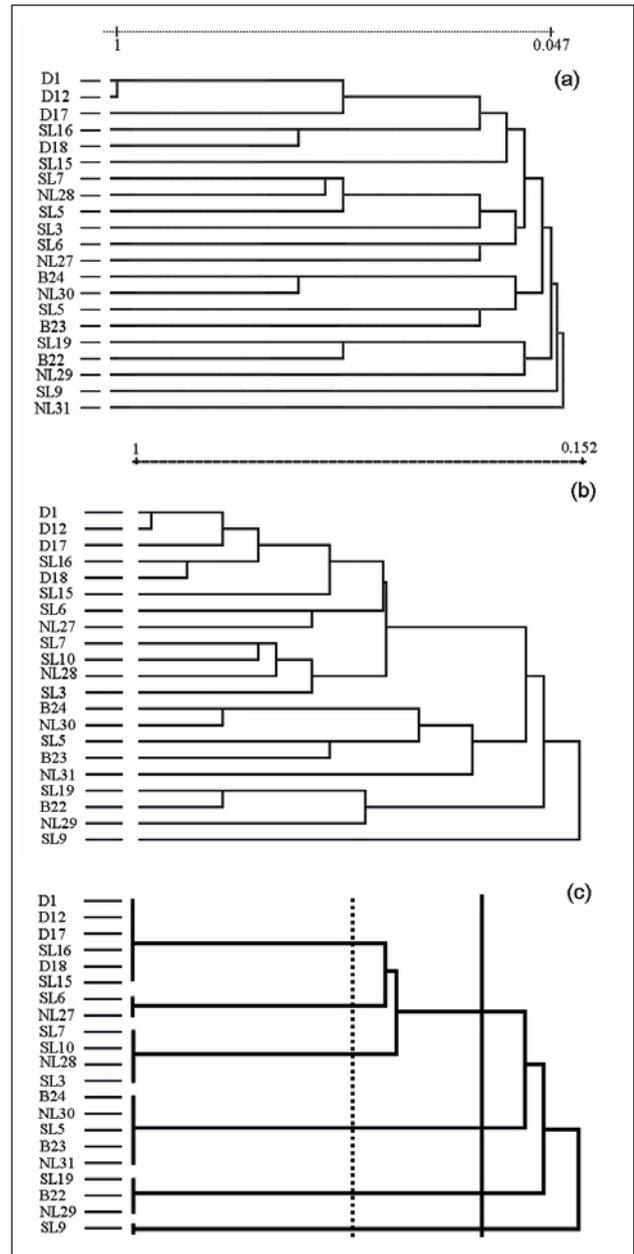 1 0.047
(a)
D1
D12
D17
SL16
D18
SL15
SL7
NL28
SL5
SL3
SL6
NL27
B24
NL30
SL5
B23
SL19
B22
NL29
SL9
NL31
1 0.152
(b)
D1
D12
D17
SL16
D18
SL15
SL6
NL27
SL7
SL10
NL28
SL3
B24
NL30
SL5
B23
NL31
SL19
B22
NL29
SL9
(c)
D1
D12
D17
SL16
D18
SL15
SL6
NL27
SL7
SL10
NL28
SL3
B24
NL30
SL5
B23
NL31
SL19
B22
NL29
SL9